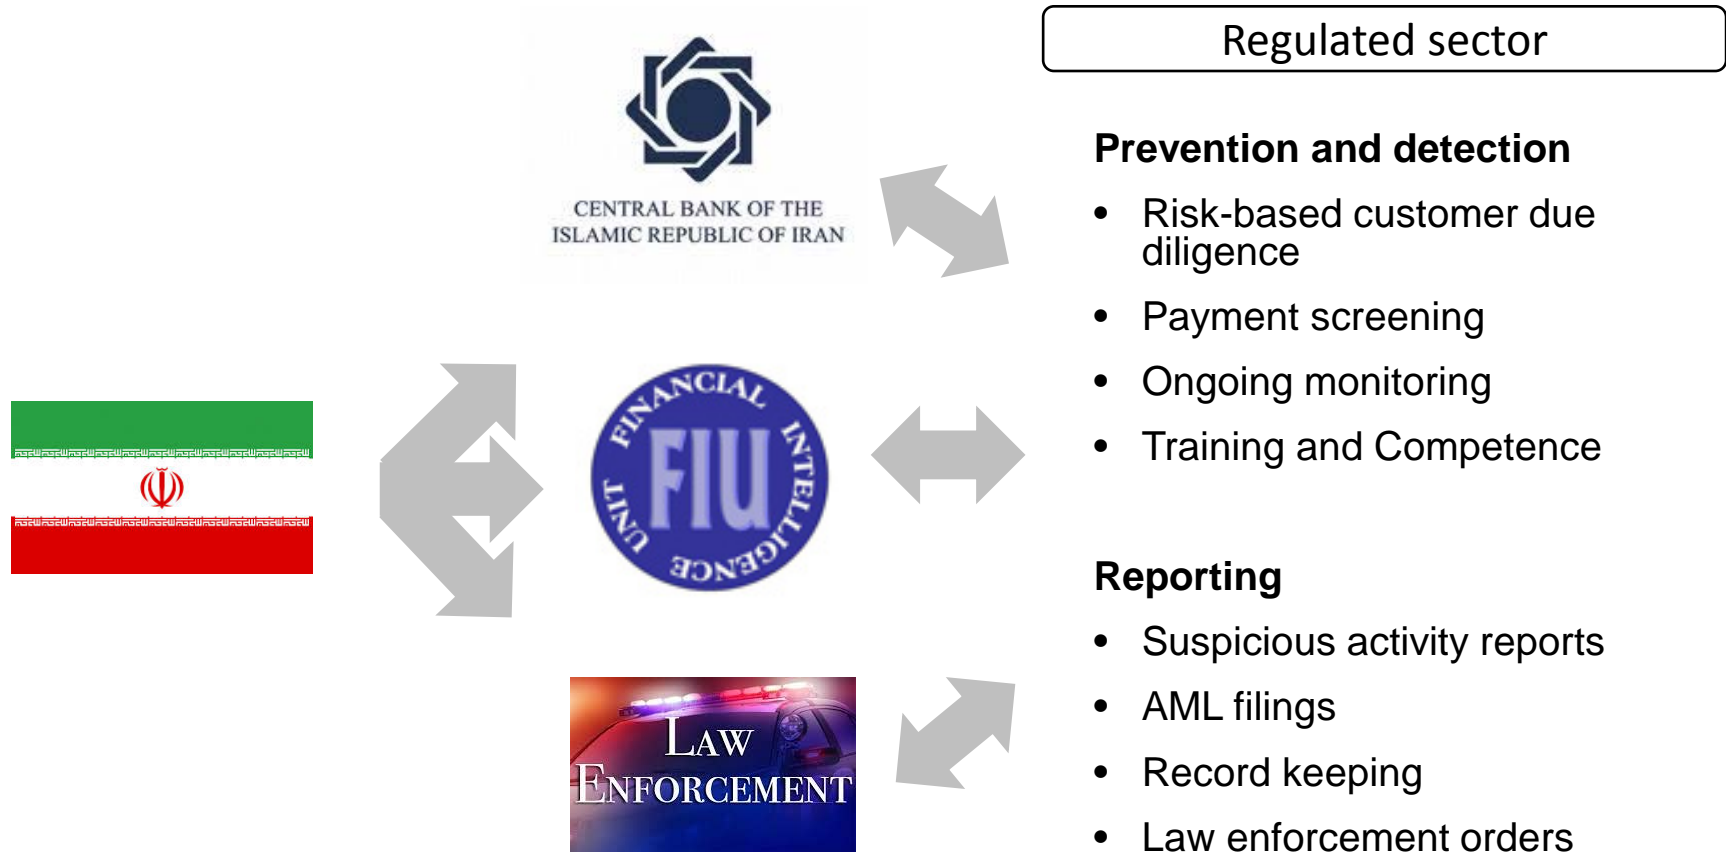 Regulated sector
CENTRAL BANK OF THE
ISLAMIC REPUBLIC OF IRAN
FINANCIAL INTELLIGENCE UNIT
FIU
LAW
ENFORCEMENT
Prevention and detection
• Risk-based customer due
diligence
• Payment screening
• Ongoing monitoring
• Training and Competence
Reporting
• Suspicious activity reports
• AML filings
• Record keeping
• Law enforcement orders